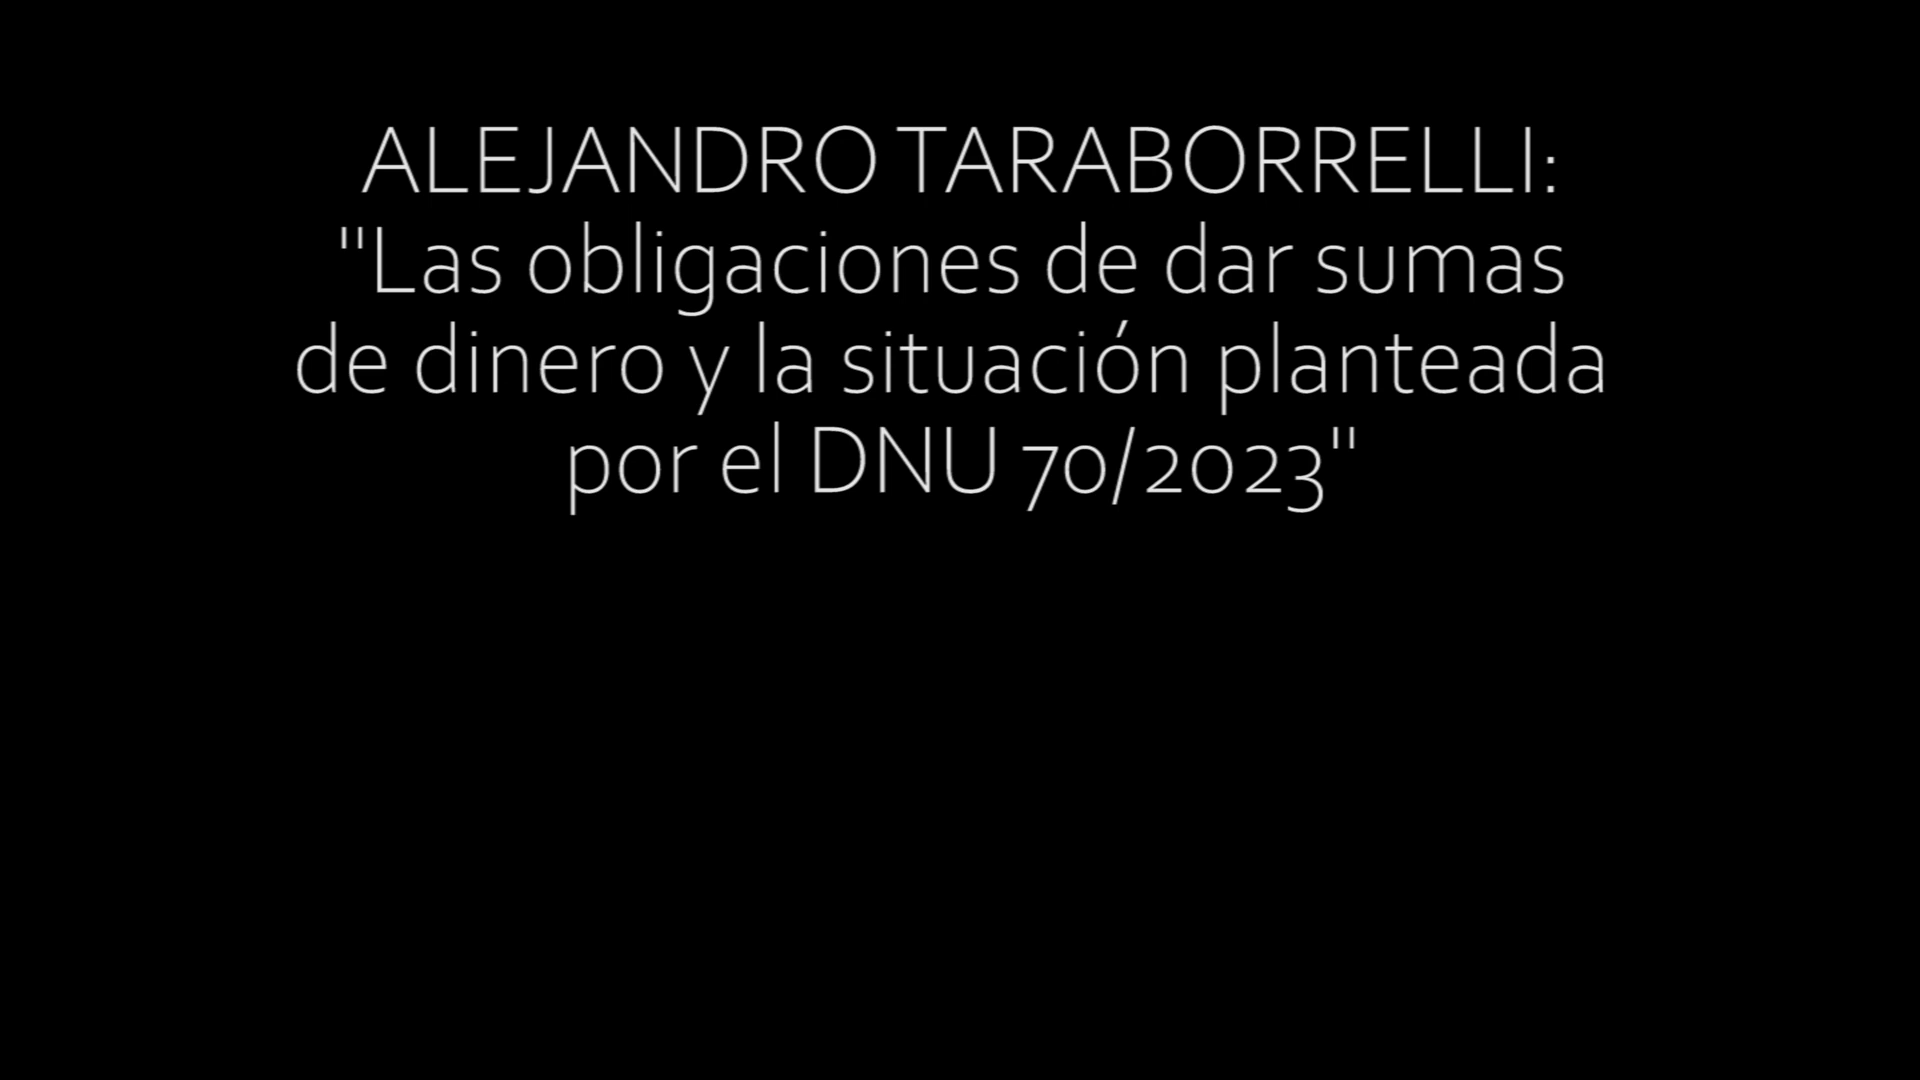 ALEJANDRO TARABORRELLI:
"Las obligaciones de dar sumas
de dinero y la situación planteada
por el DNU 70/2023"